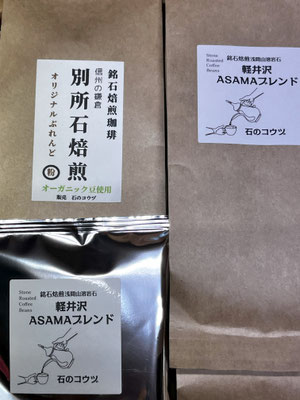 銘石焙煎珈琲
信州の鎌倉
別所石焙煎
オリジナルぶれんど
粉
オーガニック豆使用
販売 石のコウヅ
Stone
Roasted
Coffee
Beans
銘石焙煎浅間山溶岩石
軽井沢
ASAMAブレンド
石のコウヅ
Stone
Roasted
Coffee
Beans
銘石焙煎浅間山溶岩石
軽井沢
ASAMAブレンド
石のコウヅ